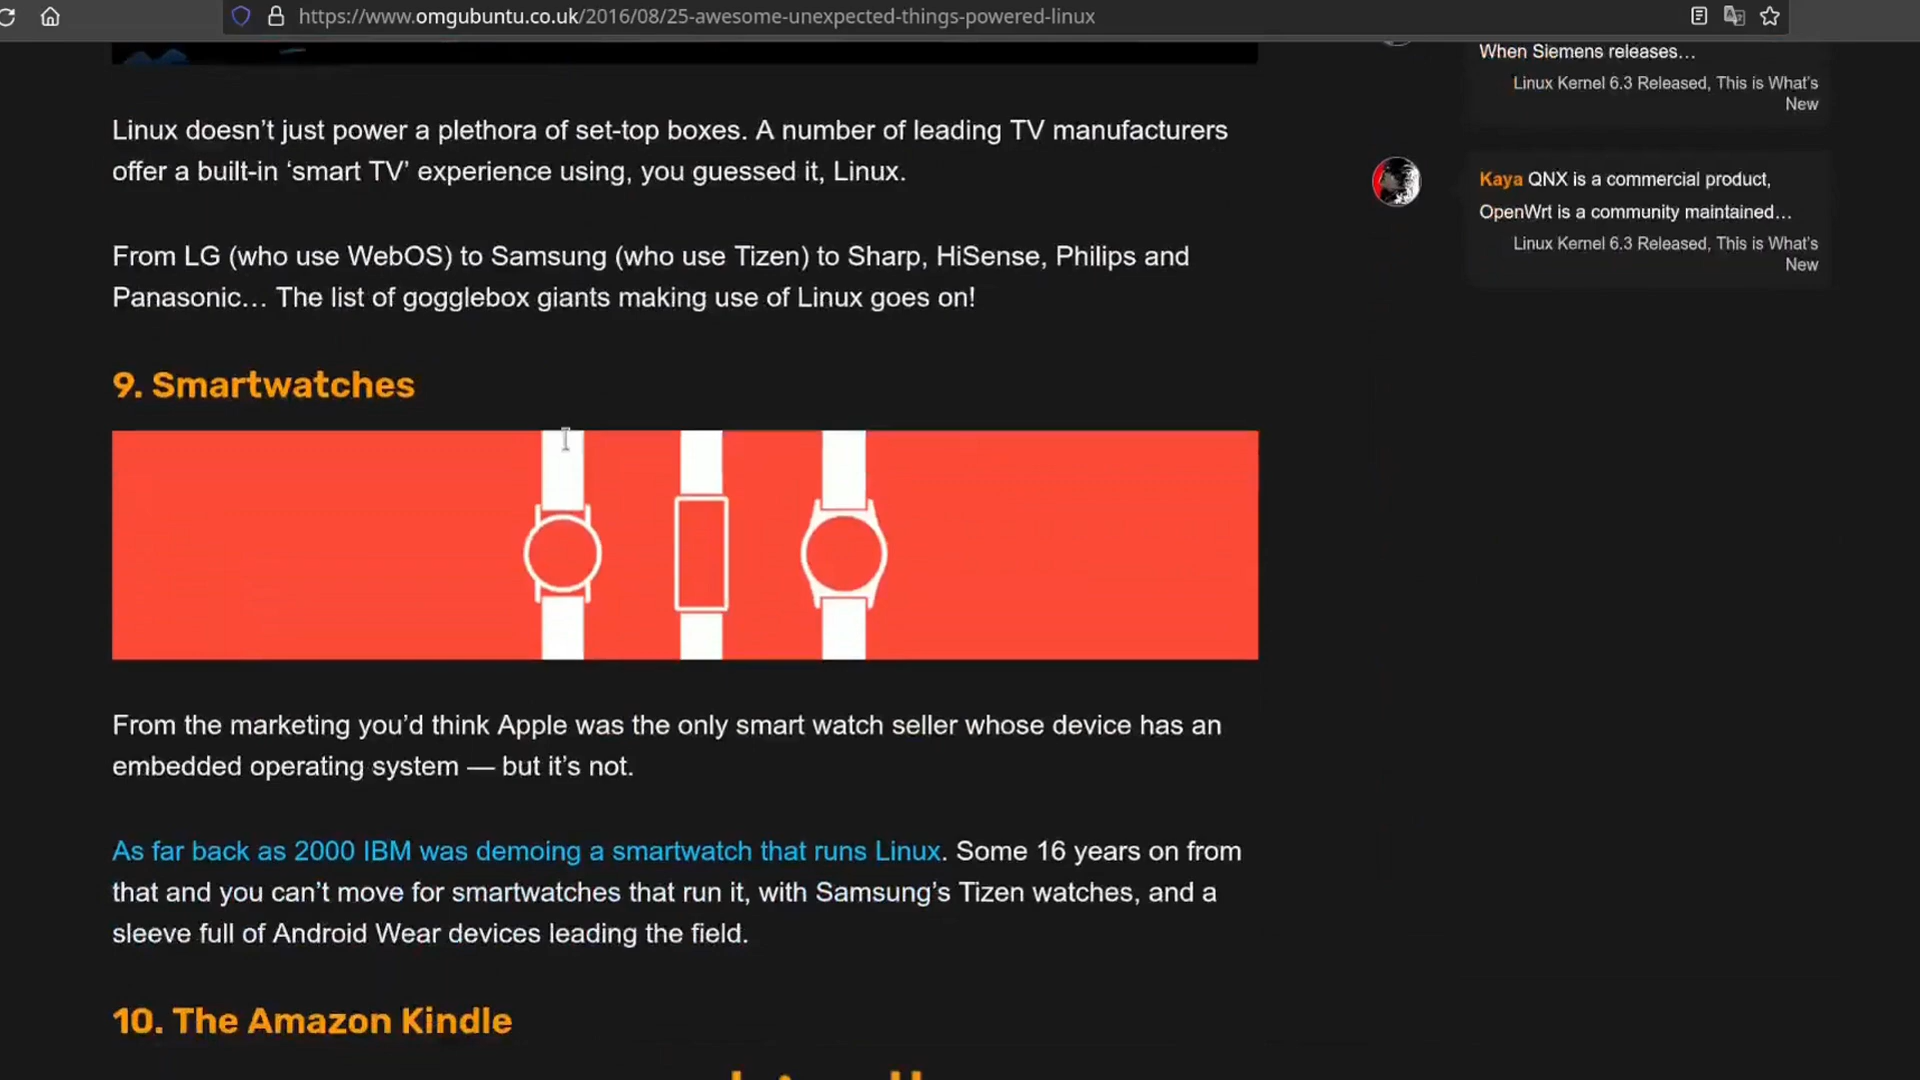 https://www.omgubuntu.co.uk/2016/08/25-awesome-unexpected-things-powered-linux
Linux doesn’t just power a plethora of set-top boxes. A number of leading TV manufacturers
offer a built-in ‘smart TV’ experience using, you guessed it, Linux.
From LG (who use WebOS) to Samsung (who use Tizen) to Sharp, HiSense, Philips and
Panasonic… The list of gogglebox giants making use of Linux goes on!
9. Smartwatches
From the marketing you’d think Apple was the only smart watch seller whose device has an
embedded operating system — but it’s not.
As far back as 2000 IBM was demoing a smartwatch that runs Linux. Some 16 years on from
that and you can’t move for smartwatches that run it, with Samsung’s Tizen watches, and a
sleeve full of Android Wear devices leading the field.
10. The Amazon Kindle
When Siemens releases…
Linux Kernel 6.3 Released, This is What’s
New
Kaya QNX is a commercial product,
OpenWrt is a community maintained…
Linux Kernel 6.3 Released, This is What’s
New